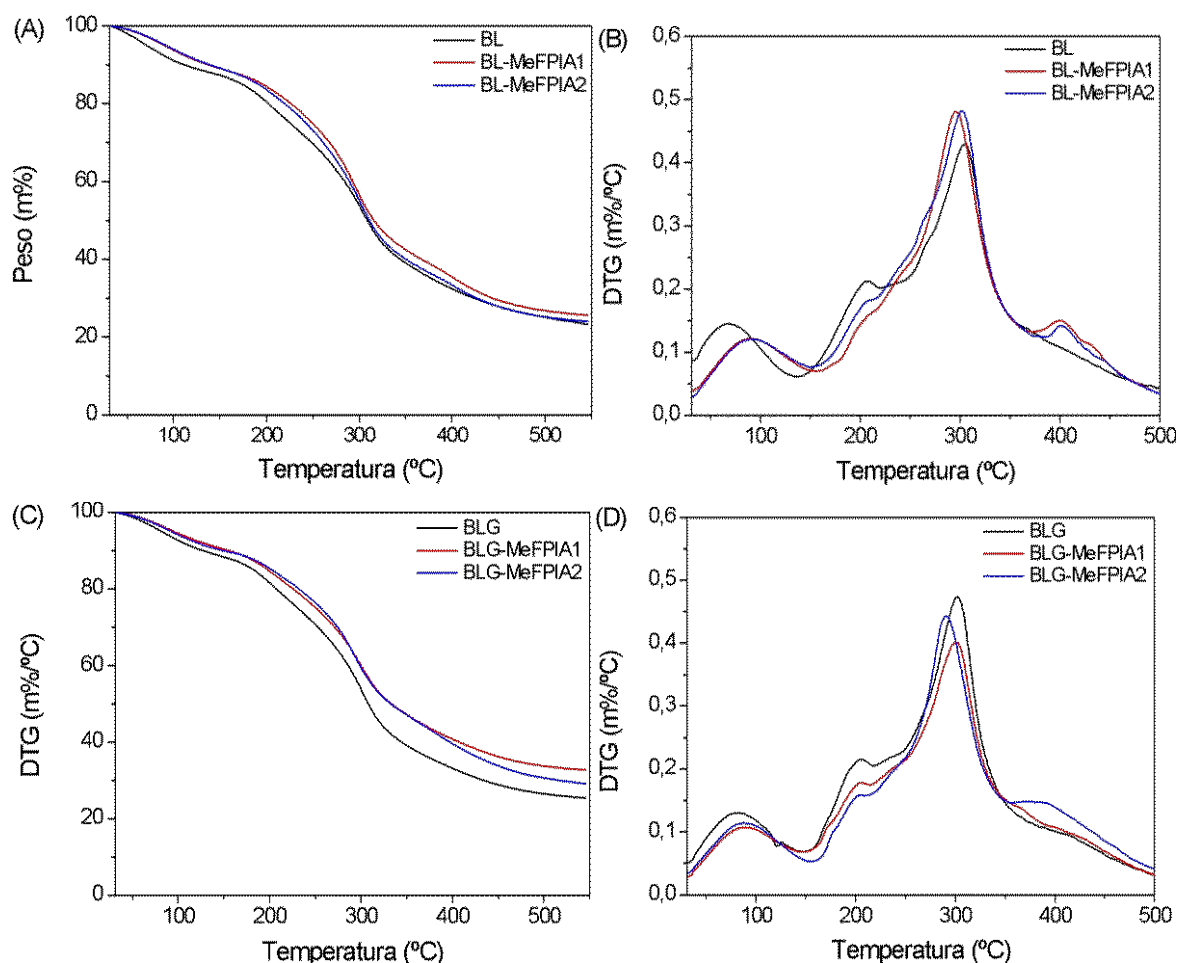 (A)
BL
BL-MeFPIA1
BL-MeFPIA2
Peso (m%)
100
80
60
40
20
0
100
200
300
400
500
Temperatura (ºC)
(B)
BL
BL-MeFPIA1
BL-MeFPIA2
DTG (m%/ºC)
0,6
0,5
0,4
0,3
0,2
0,1
0,0
100
200
300
400
500
Temperatura (ºC)
(C)
BLG
BLG-MeFPIA1
BLG-MeFPIA2
DTG (m%/ºC)
100
80
60
40
20
0
100
200
300
400
500
Temperatura (ºC)
(D)
BLG
BLG-MeFPIA1
BLG-MeFPIA2
DTG (m%/ºC)
0,6
0,5
0,4
0,3
0,2
0,1
0,0
100
200
300
400
500
Temperatura (ºC)